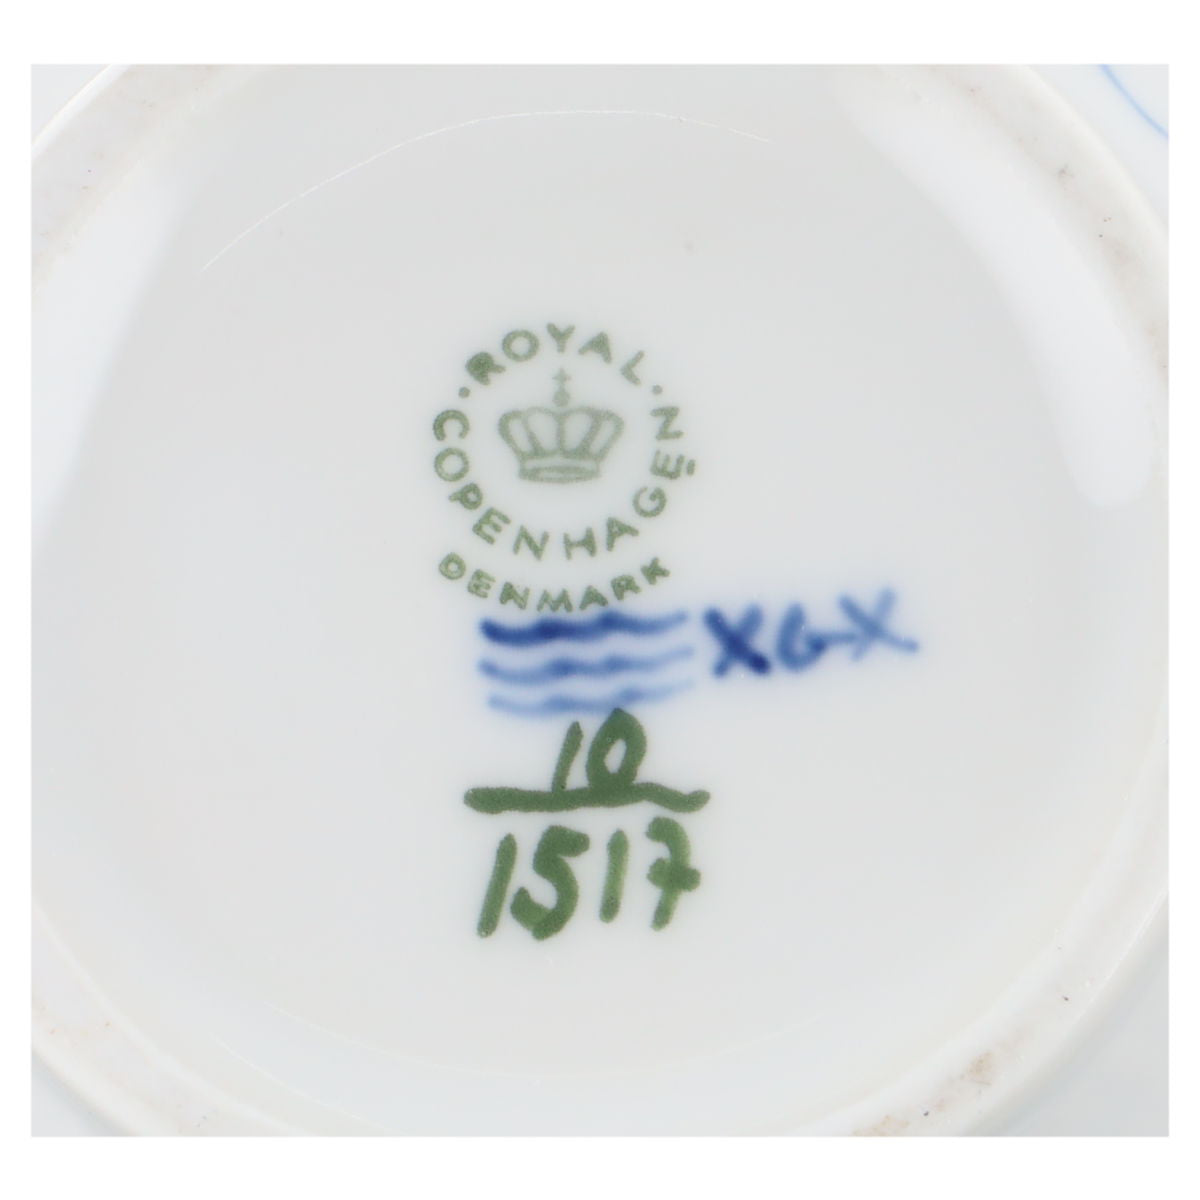 ROYAL
COPENHAGEN
DENMARK
XGX
10
1517